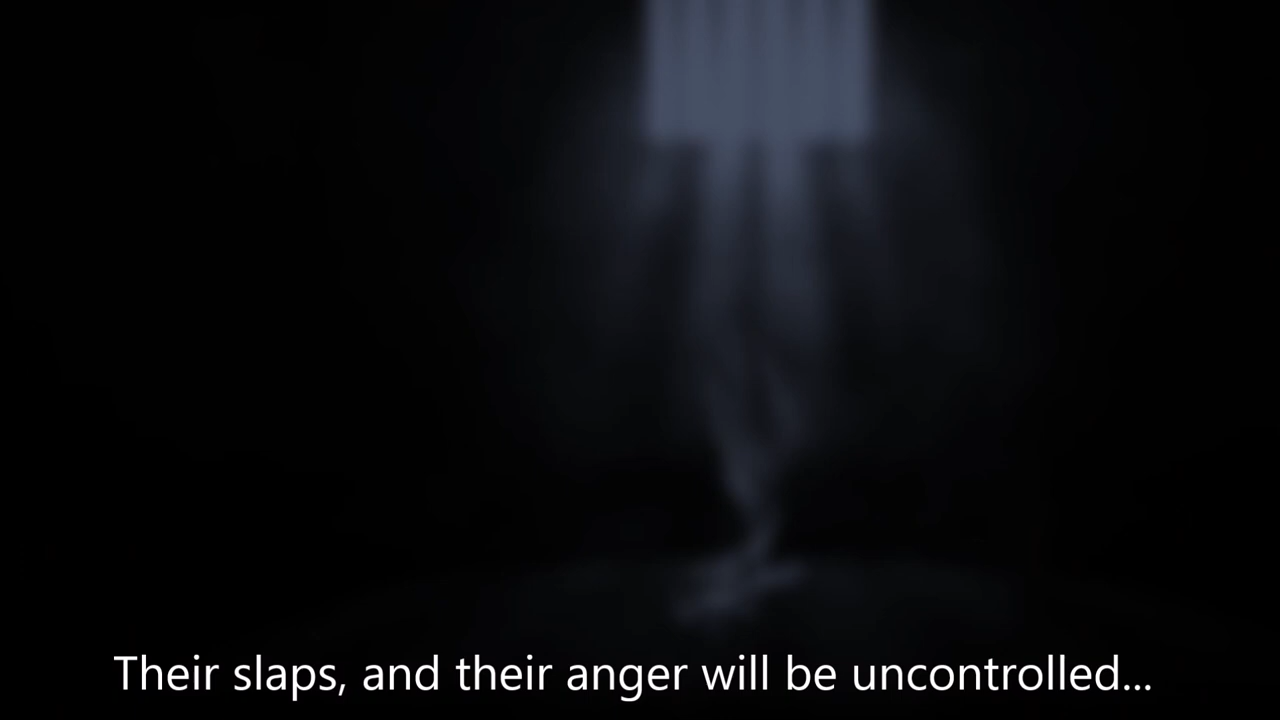 Their slaps, and their anger will be uncontrolled...